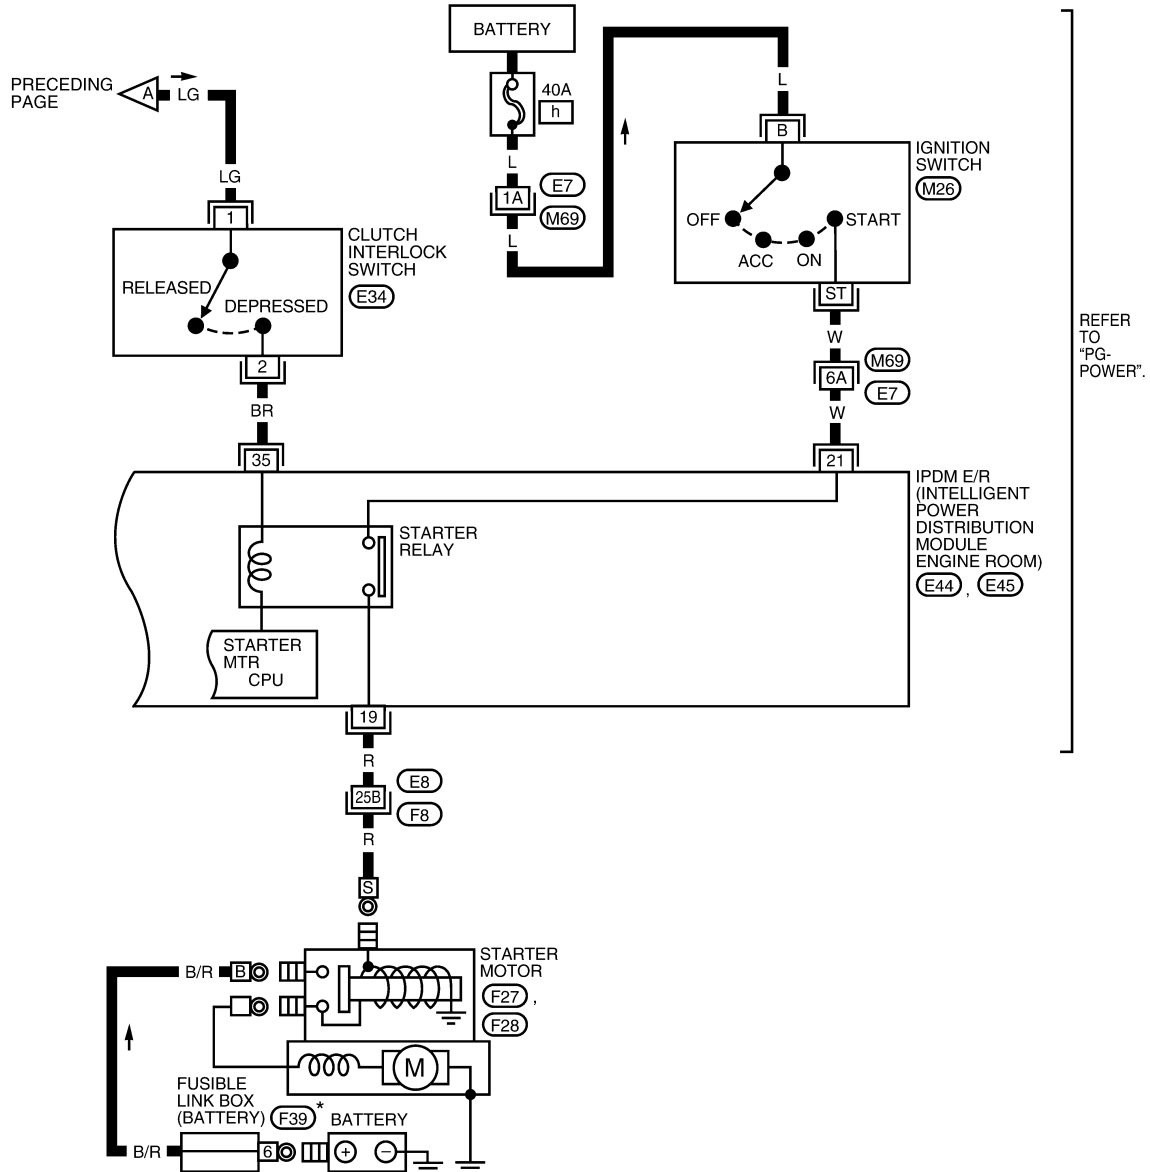 BATTERY
PRECEDING
PAGE
A
LG
40A
h
L
L
B
IGNITION
SWITCH
M26
LG
1
L
1A
E7
M69
L
OFF
START
ACC
ON
CLUTCH
INTERLOCK
SWITCH
E34
RELEASED
DEPRESSED
ST
W
2
M69
6A
E7
BR
W
REFER
TO
“PG-
POWER”.
35
21
IPDM E/R
(INTELLIGENT
POWER
DISTRIBUTION
MODULE
ENGINE ROOM)
E44 , E45
STARTER
RELAY
STARTER
MTR
CPU
19
R
25B
E8
F8
R
S
STARTER
MOTOR
F27 ,
F28
B/R
B
M
FUSIBLE
LINK BOX
(BATTERY)
F39
*
BATTERY
B/R
6
+
−